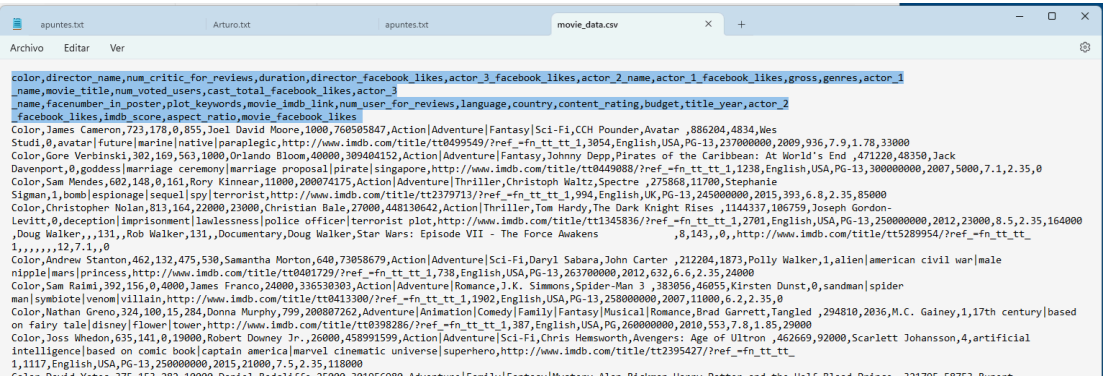 apuntes.txt Arturo.txt apuntes.txt movie_data.csv
Archivo Editar Ver
color,director_name,num_critic_for_reviews,duration,director_facebook_likes,actor_3_facebook_likes,actor_2_name,actor_1_facebook_likes,gross,genres,actor_1
_name,movie_title,num_voted_users,cast_total_facebook_likes,actor_3
_name,facenumber_in_poster,plot_keywords,movie_imdb_link,num_user_for_reviews,language,country,content_rating,budget,title_year,actor_2
_facebook_likes,imdb_score,aspect_ratio,movie_facebook_likes
Color,James Cameron,723,178,0,855,Joel David Moore,1000,760505847,Action|Adventure|Fantasy|Sci-Fi,CCH Pounder,Avatar ,886204,4834,Wes
Studi,0,avatar|future|marine|native|paraplegic,http://www.imdb.com/title/tt0499549/?ref_=fn_tt_tt_1,3054,English,USA,PG-13,237000000,2009,936,7.9,1.78,33000
Color,Gore Verbinski,302,169,563,1000,Orlando Bloom,40000,309404152,Action|Adventure|Fantasy,Johnny Depp,Pirates of the Caribbean: At World's End ,471220,48350,Jack
Davenport,0,goddess|marriage ceremony|marriage proposal|pirate|singapore,http://www.imdb.com/title/tt0449088/?ref_=fn_tt_tt_1,1238,English,USA,PG-13,300000000,2007,5000,7.1,2.35,0
Color,Sam Mendes,602,148,0,161,Rory Kinnear,11000,200074175,Action|Adventure|Thriller,Christoph Waltz,Spectre ,275868,11700,Stephanie
Sigman,1,bomb|espionage|sequel|spy|terrorist,http://www.imdb.com/title/tt2379713/?ref_=fn_tt_tt_1,994,English,UK,PG-13,245000000,2015,393,6.8,2.35,85000
Color,Christopher Nolan,813,164,22000,23000,Christian Bale,27000,448130642,Action|Thriller,Tom Hardy,The Dark Knight Rises ,1144337,106759,Joseph Gordon-
Levitt,0,deception|imprisonment|lawlessness|police officer|terrorist plot,http://www.imdb.com/title/tt1345836/?ref_=fn_tt_tt_1,2701,English,USA,PG-13,250000000,2012,23000,8.5,2.35,164000
,Doug Walker,,,131,,Rob Walker,131,,Documentary,Doug Walker,Star Wars: Episode VII - The Force Awakens             ,8,143,,0,,http://www.imdb.com/title/tt5289954/?ref_=fn_tt_tt_
1,,,,,,,12,7.1,,0
Color,Andrew Stanton,462,132,475,530,Samantha Morton,640,73058679,Action|Adventure|Sci-Fi,Daryl Sabara,John Carter ,212204,1873,Polly Walker,1,alien|american civil war|male
nipple|mars|princess,http://www.imdb.com/title/tt0401729/?ref_=fn_tt_tt_1,738,English,USA,PG-13,263700000,2012,632,6.6,2.35,24000
Color,Sam Raimi,392,156,0,4000,James Franco,24000,336530303,Action|Adventure|Romance,J.K. Simmons,Spider-Man 3 ,383056,46055,Kirsten Dunst,0,sandman|spider
man|symbiote|venom|villain,http://www.imdb.com/title/tt0413300/?ref_=fn_tt_tt_1,1902,English,USA,PG-13,258000000,2007,11000,6.2,2.35,0
Color,Nathan Greno,324,100,15,284,Donna Murphy,799,200807262,Adventure|Animation|Comedy|Family|Fantasy|Musical|Romance,Brad Garrett,Tangled ,294810,2036,M.C. Gainey,1,17th century|based
on fairy tale|disney|flower|tower,http://www.imdb.com/title/tt0398286/?ref_=fn_tt_tt_1,387,English,USA,PG,260000000,2010,553,7.8,1.85,29000
Color,Joss Whedon,635,141,0,19000,Robert Downey Jr.,26000,458991599,Action|Adventure|Sci-Fi,Chris Hemsworth,Avengers: Age of Ultron ,462669,92000,Scarlett Johansson,4,artificial
intelligence|based on comic book|captain america|marvel cinematic universe|superhero,http://www.imdb.com/title/tt2395427/?ref_=fn_tt_tt_
1,1117,English,USA,PG-13,250000000,2015,21000,7.5,2.35,118000